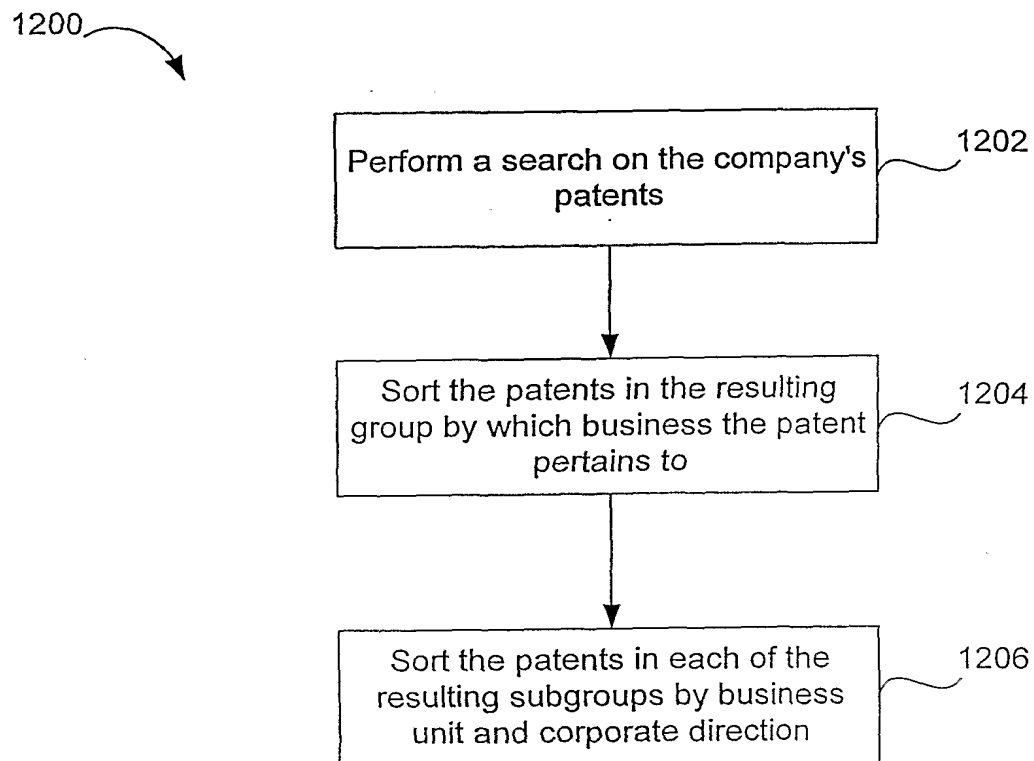 1200
Perform a search on the company's
patents
1202
Sort the patents in the resulting
group by which business the patent
pertains to
1204
Sort the patents in each of the
resulting subgroups by business
unit and corporate direction
1206